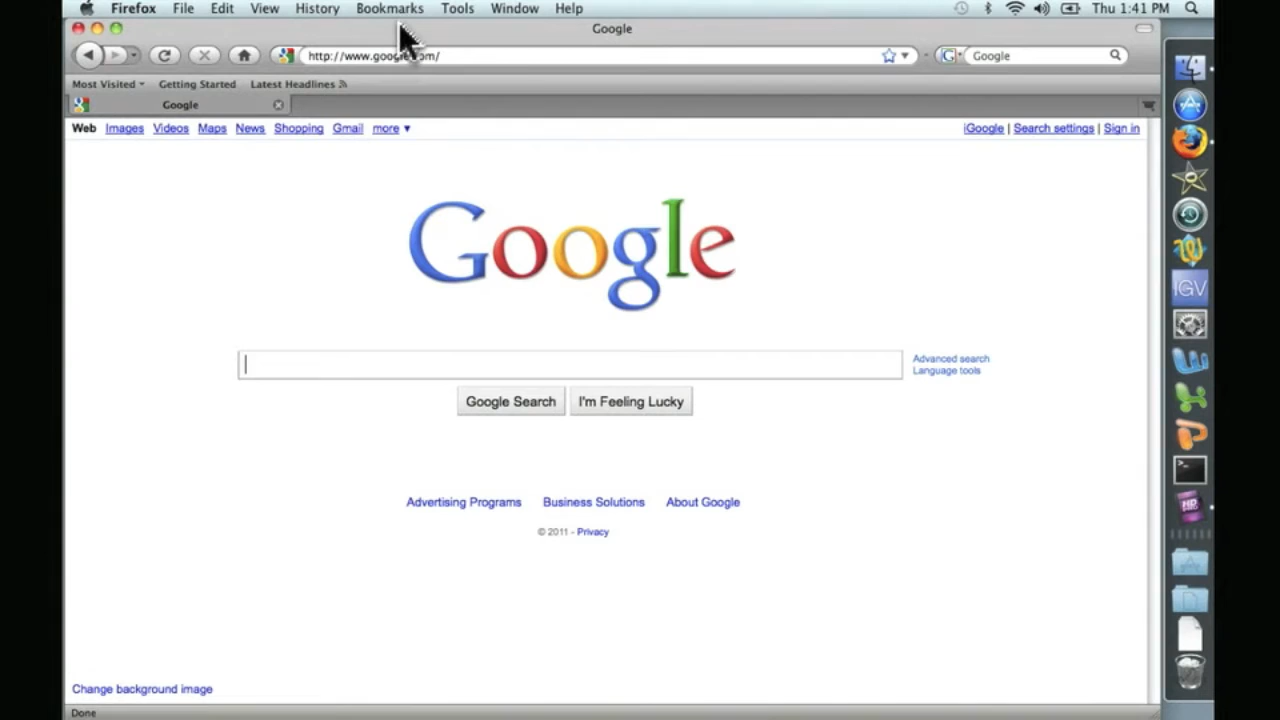 Firefox File Edit View History Bookmarks Tools Window Help Thu 1:41 PM
Google
http://www.google.com/ Google
Most Visited Getting Started Latest Headlines
Google
Web Images Videos Maps News Shopping Gmail more ▼ iGoogle | Search settings | Sign in
Google
Advanced search
Language tools
Google Search I'm Feeling Lucky
Advertising Programs Business Solutions About Google
© 2011 - Privacy
Change background image
Done
IGV
HD